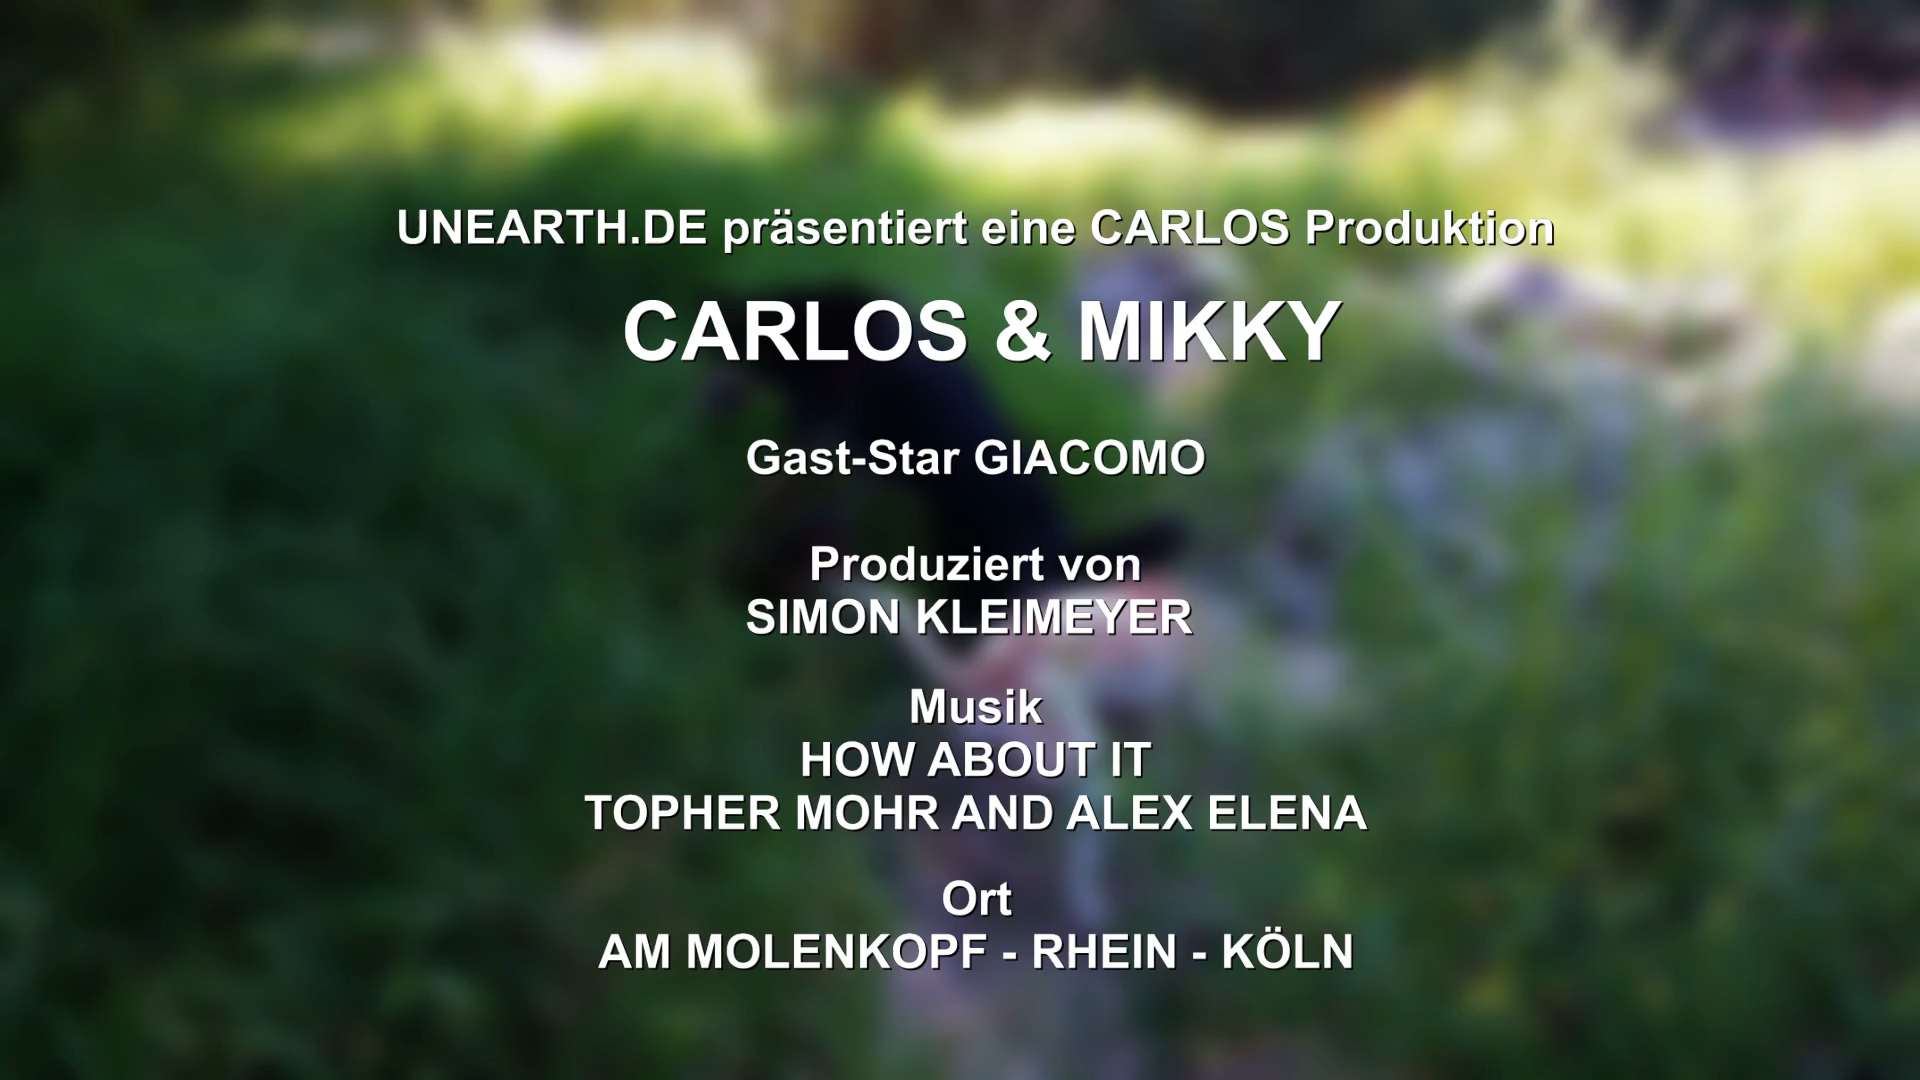 UNEARTH.DE präsentiert eine CARLOS Produktion
CARLOS & MIKKY
Gast-Star GIACOMO
Produziert von
SIMON KLEIMEYER
Musik
HOW ABOUT IT
TOPHER MOHR AND ALEX ELENA
Ort
AM MOLENKOPF - RHEIN - KÖLN